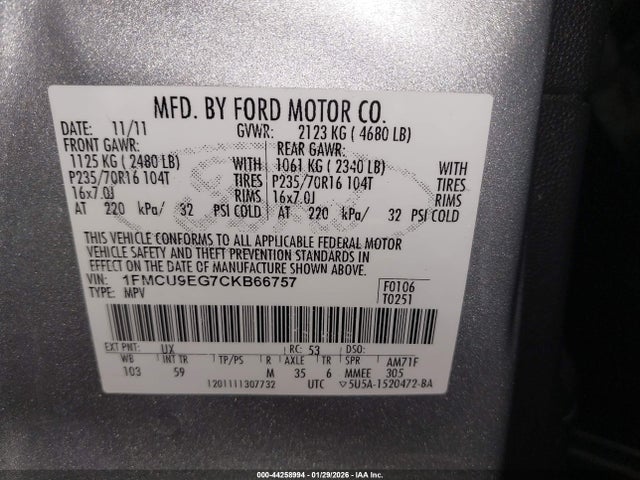 MFD. BY FORD MOTOR CO.
DATE: 11/11 GVWR: 2123 KG ( 4680 LB)
FRONT GAWR: REAR GAWR:
1125 KG ( 2480 LB) WITH 1061 KG ( 2340 LB) WITH
P235/70R16 104T TIRES P235/70R16 104T TIRES
16x7.0J RIMS 16x7.0J RIMS
AT 220 kPa/ 32 PSI COLD AT 220 kPa/ 32 PSI COLD
THIS VEHICLE CONFORMS TO ALL APPLICABLE FEDERAL MOTOR
VEHICLE SAFETY AND THEFT PREVENTION STANDARDS IN
EFFECT ON THE DATE OF MANUFACTURE SHOWN ABOVE.
VIN: 1FMCU9EG7CKB66757 F0106
TYPE: MPV T0251
EXT PNT: UX RC: 53 DSO:
WB INT TR TP/PS R AXLE TR SPR AM71F
103 59 M 35 6 MMEE 305
1201111307732 UTC 5U5A-1520472-BA
000-44258994 - 01/29/2026 - IAA Inc.